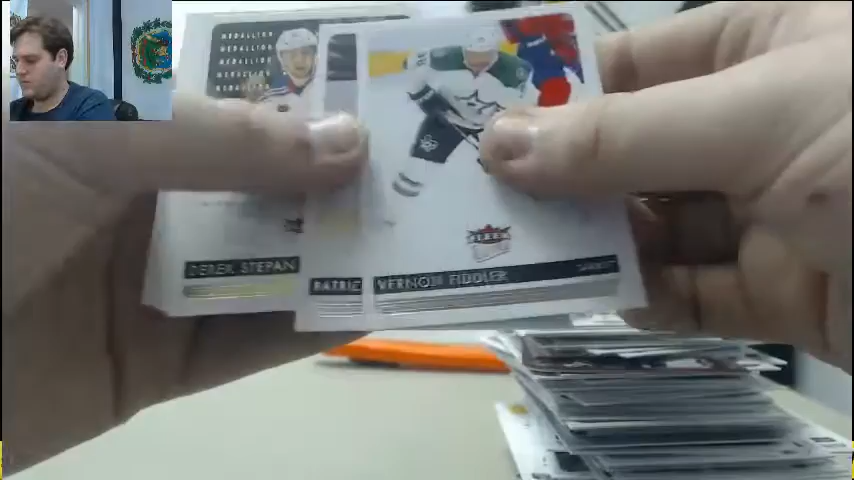 MEDALLION
MEDALLION
MEDALLION
MEDALLION
DEREK STEPAN
PATRIC
VERNON FIDDLER